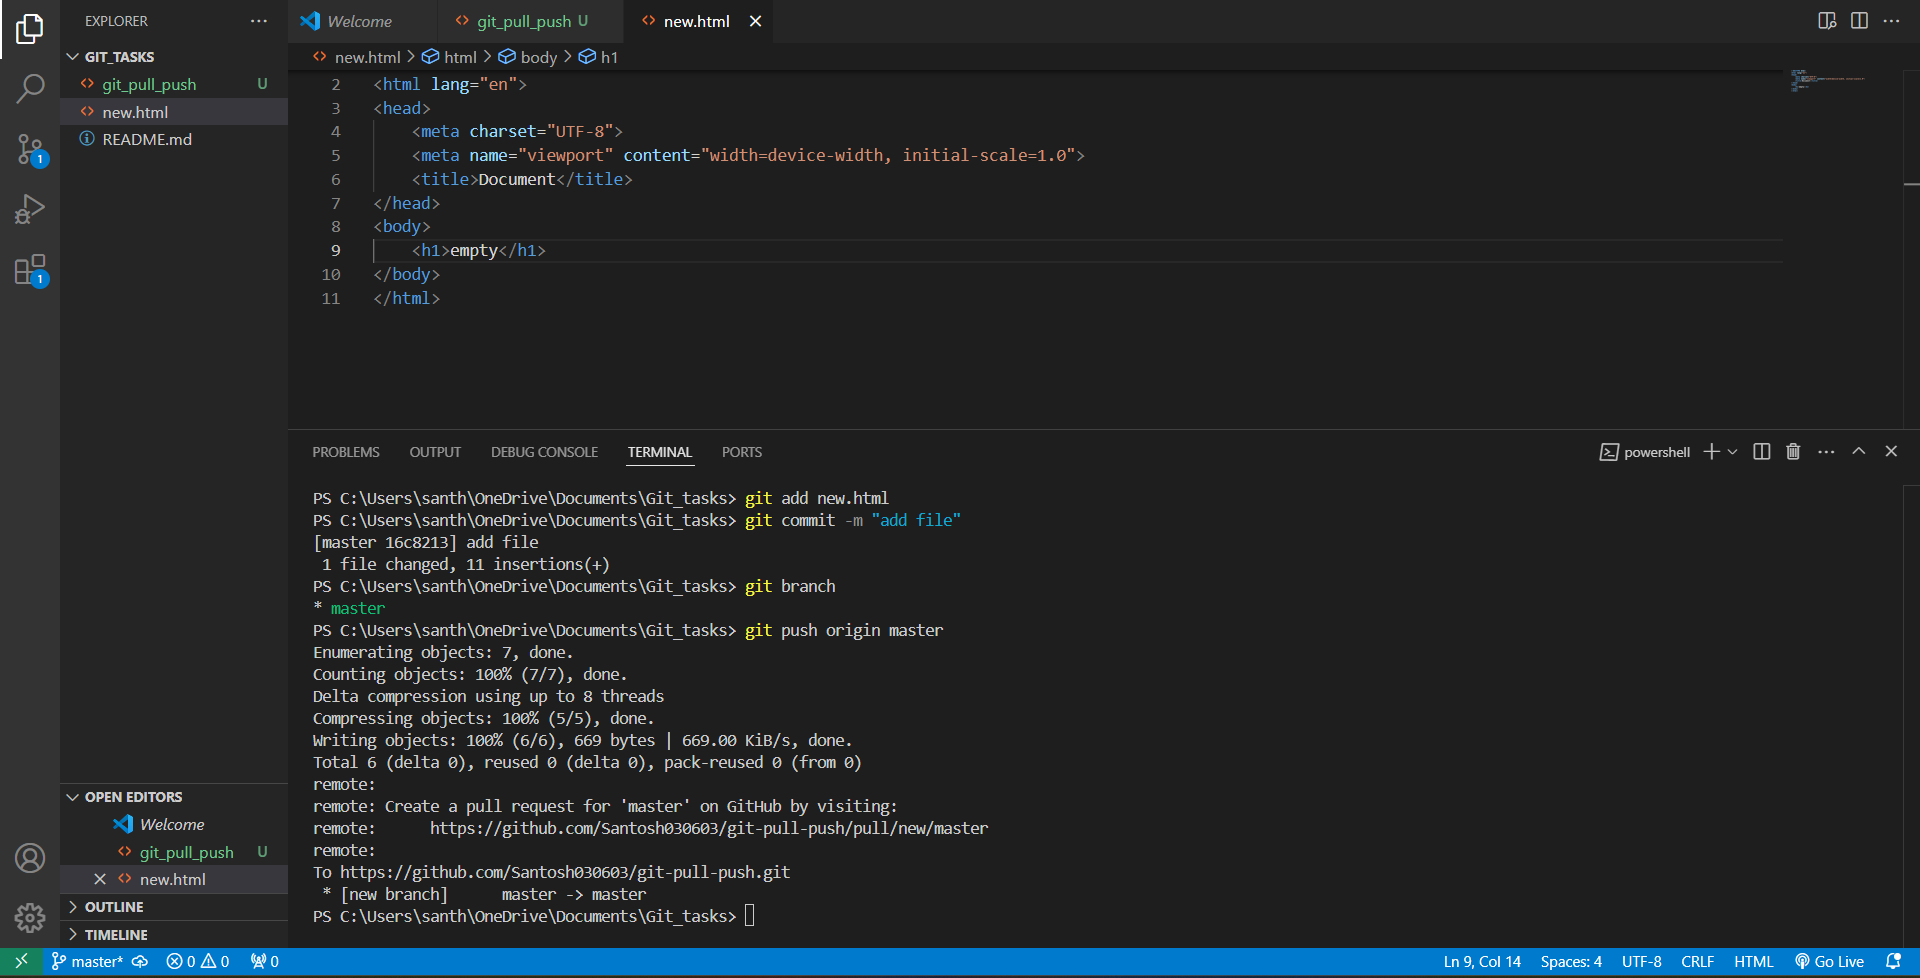 EXPLORER
GIT_TASKS
git_pull_push U
new.html
README.md
1
1
OPEN EDITORS
Welcome
git_pull_push U
new.html
OUTLINE
TIMELINE
Welcome
git_pull_push U
new.html
new.html > html > body > h1
2 <html lang="en">
3 <head>
4 <meta charset="UTF-8">
5 <meta name="viewport" content="width=device-width, initial-scale=1.0">
6 <title>Document</title>
7 </head>
8 <body>
9 <h1>empty</h1>
10 </body>
11 </html>
PROBLEMS OUTPUT DEBUG CONSOLE TERMINAL PORTS
powershell
PS C:\Users\santh\OneDrive\Documents\Git_tasks> git add new.html
PS C:\Users\santh\OneDrive\Documents\Git_tasks> git commit -m "add file"
[master 16c8213] add file
1 file changed, 11 insertions(+)
PS C:\Users\santh\OneDrive\Documents\Git_tasks> git branch
* master
PS C:\Users\santh\OneDrive\Documents\Git_tasks> git push origin master
Enumerating objects: 7, done.
Counting objects: 100% (7/7), done.
Delta compression using up to 8 threads
Compressing objects: 100% (5/5), done.
Writing objects: 100% (6/6), 669 bytes | 669.00 KiB/s, done.
Total 6 (delta 0), reused 0 (delta 0), pack-reused 0 (from 0)
remote:
remote: Create a pull request for 'master' on GitHub by visiting:
remote: https://github.com/Santosh030603/git-pull-push/pull/new/master
remote:
To https://github.com/Santosh030603/git-pull-push.git
* [new branch] master -> master
PS C:\Users\santh\OneDrive\Documents\Git_tasks>
master* 0 0 0
Ln 9, Col 14 Spaces: 4 UTF-8 CRLF HTML Go Live